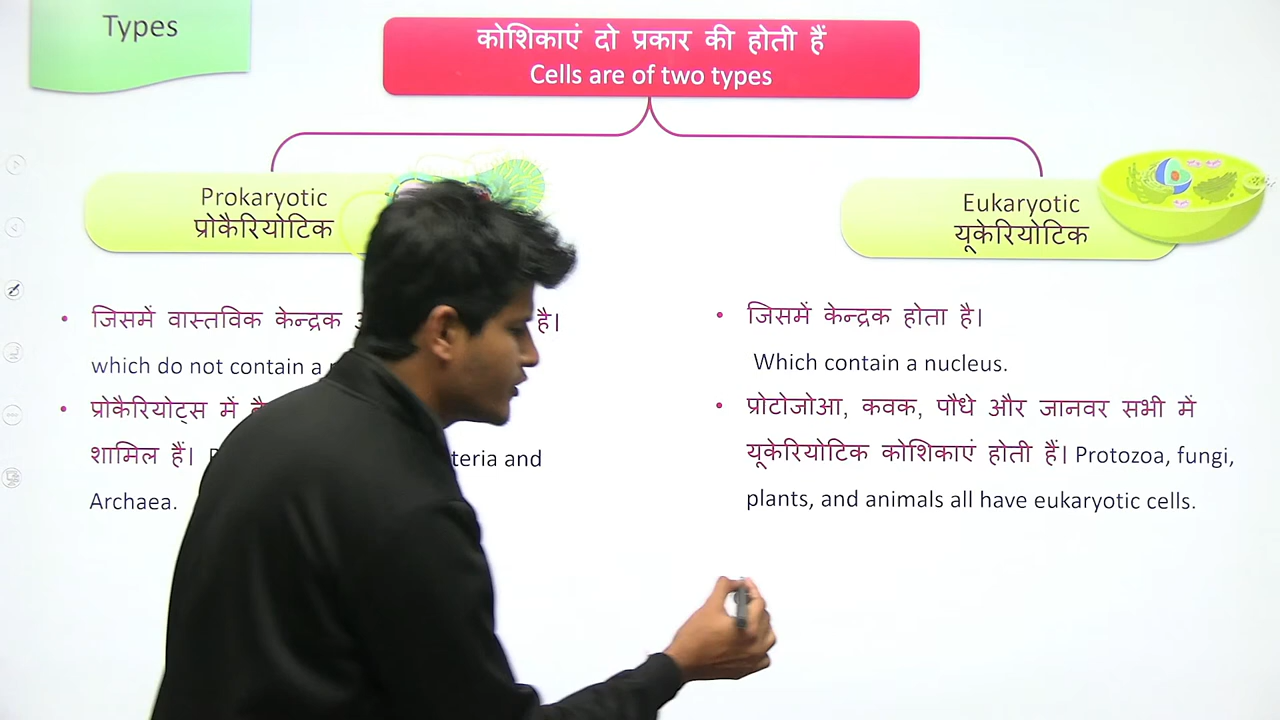 Types
कोशिकाएं दो प्रकार की होती हैं
Cells are of two types
Prokaryotic
प्रोकैरियोटिक
Eukaryotic
यूकेरियोटिक
• जिसमें वास्तविक केन्द्रक है।
which do not contain a
• प्रोकैरियोट्स में
शामिल हैं। and
Archaea.
• जिसमें केन्द्रक होता है।
Which contain a nucleus.
• प्रोटोजोआ, कवक, पौधे और जानवर सभी में
यूकेरियोटिक कोशिकाएं होती हैं। Protozoa, fungi,
plants, and animals all have eukaryotic cells.